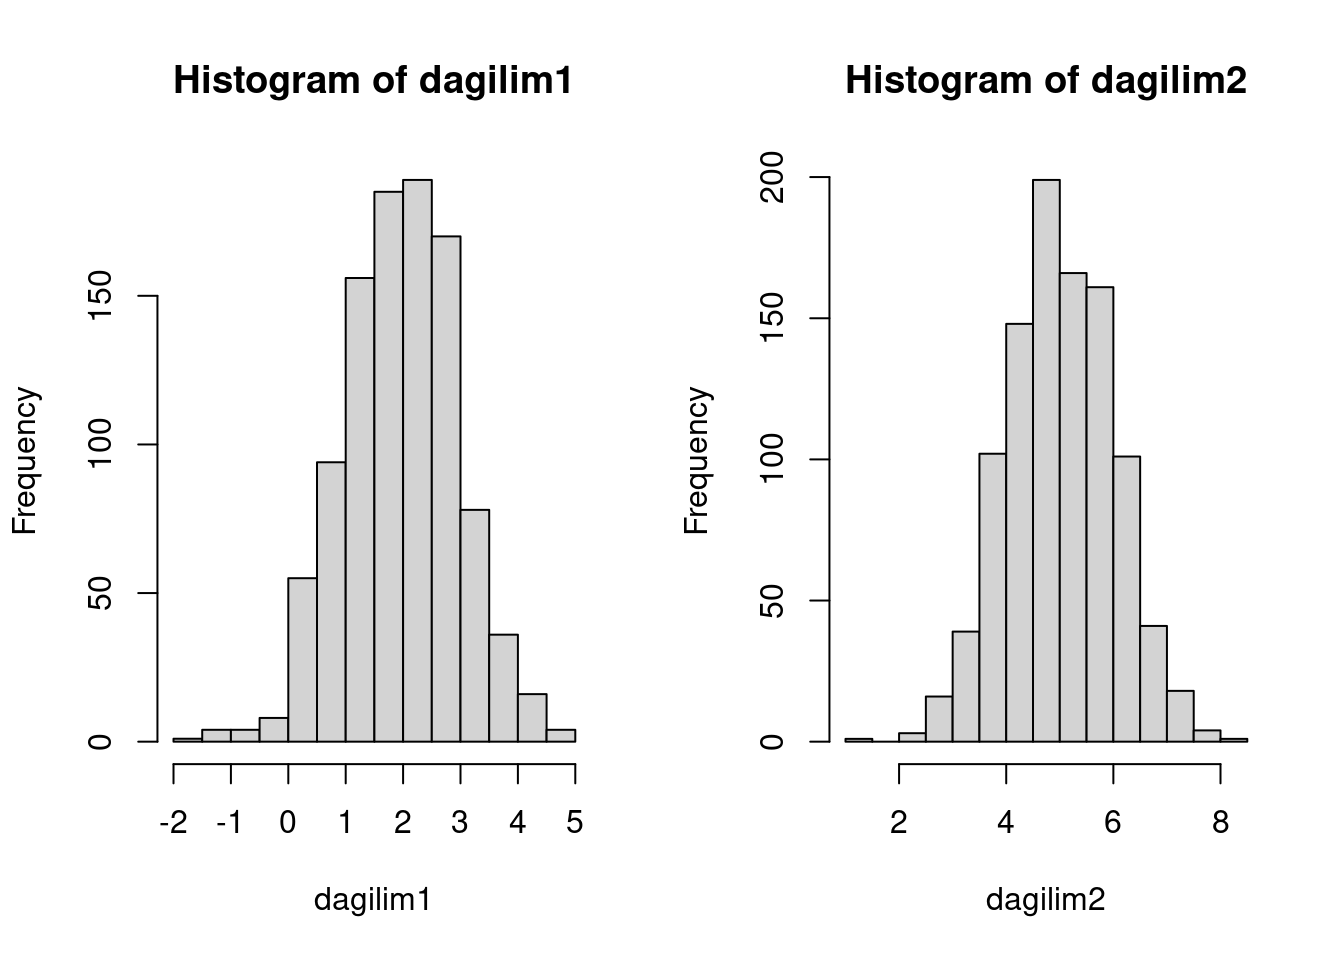 Histogram of dagilim1
Frequency
150
100
50
0
-2 -1 0 1 2 3 4 5
dagilim1
Histogram of dagilim2
Frequency
200
150
100
50
0
2 4 6 8
dagilim2